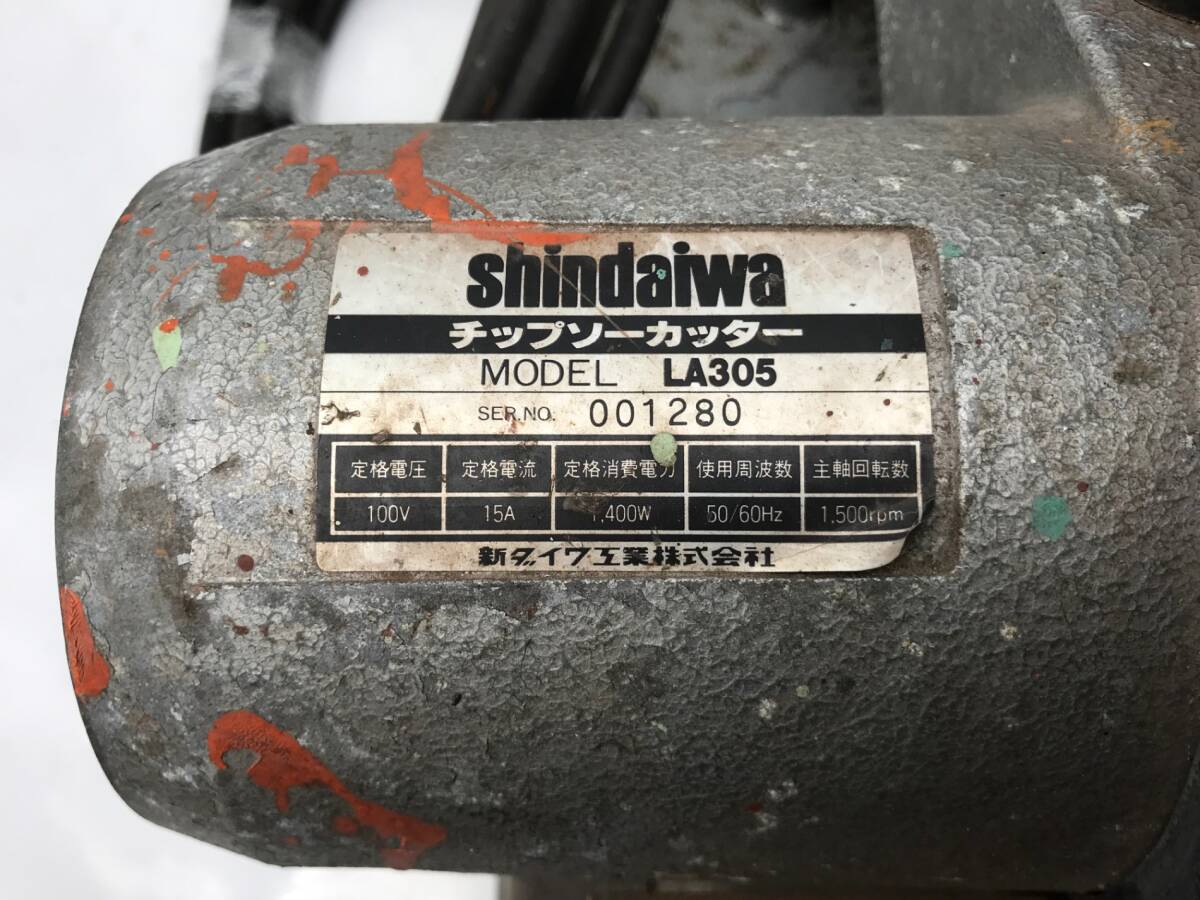 shindaiwa
チップソーカッター
MODEL LA305
SER.NO. 001280
定格電圧 定格電流 定格消費電力 使用周波数 主軸回転数
100V 15A 1,400W 50/60Hz 1.500rpm
新ダイワ工業株式会社